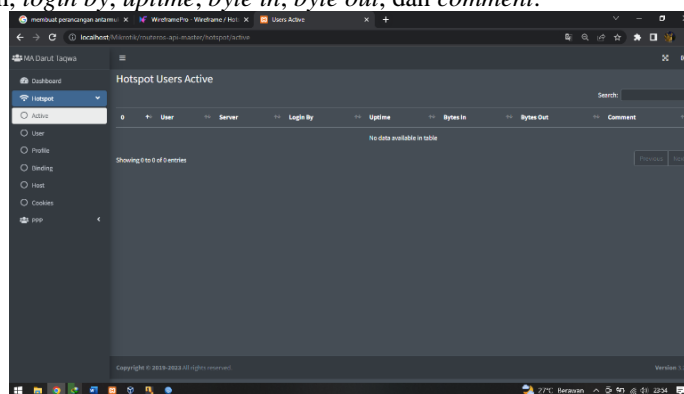 login by, uptime, byte in, byte out, dan comment.
membuat perancangan antarmu
WireframePro - Wireframe / Hot
Users Active
localhost/Mikrotik/routeros-api-master/hotspot/active
MA Darut Taqwa
Dashboard
Hotspot Users Active
Hotspot
Search:
Active
0 User Server Login By Uptime Bytes In Bytes Out Comment
User
No data available in table
Profile
Showing 0 to 0 of 0 entries
Previous
Binding
Host
Cookies
PPP
Copyright © 2019-2023 All rights reserved.
Version
27°C Berawan 23:54